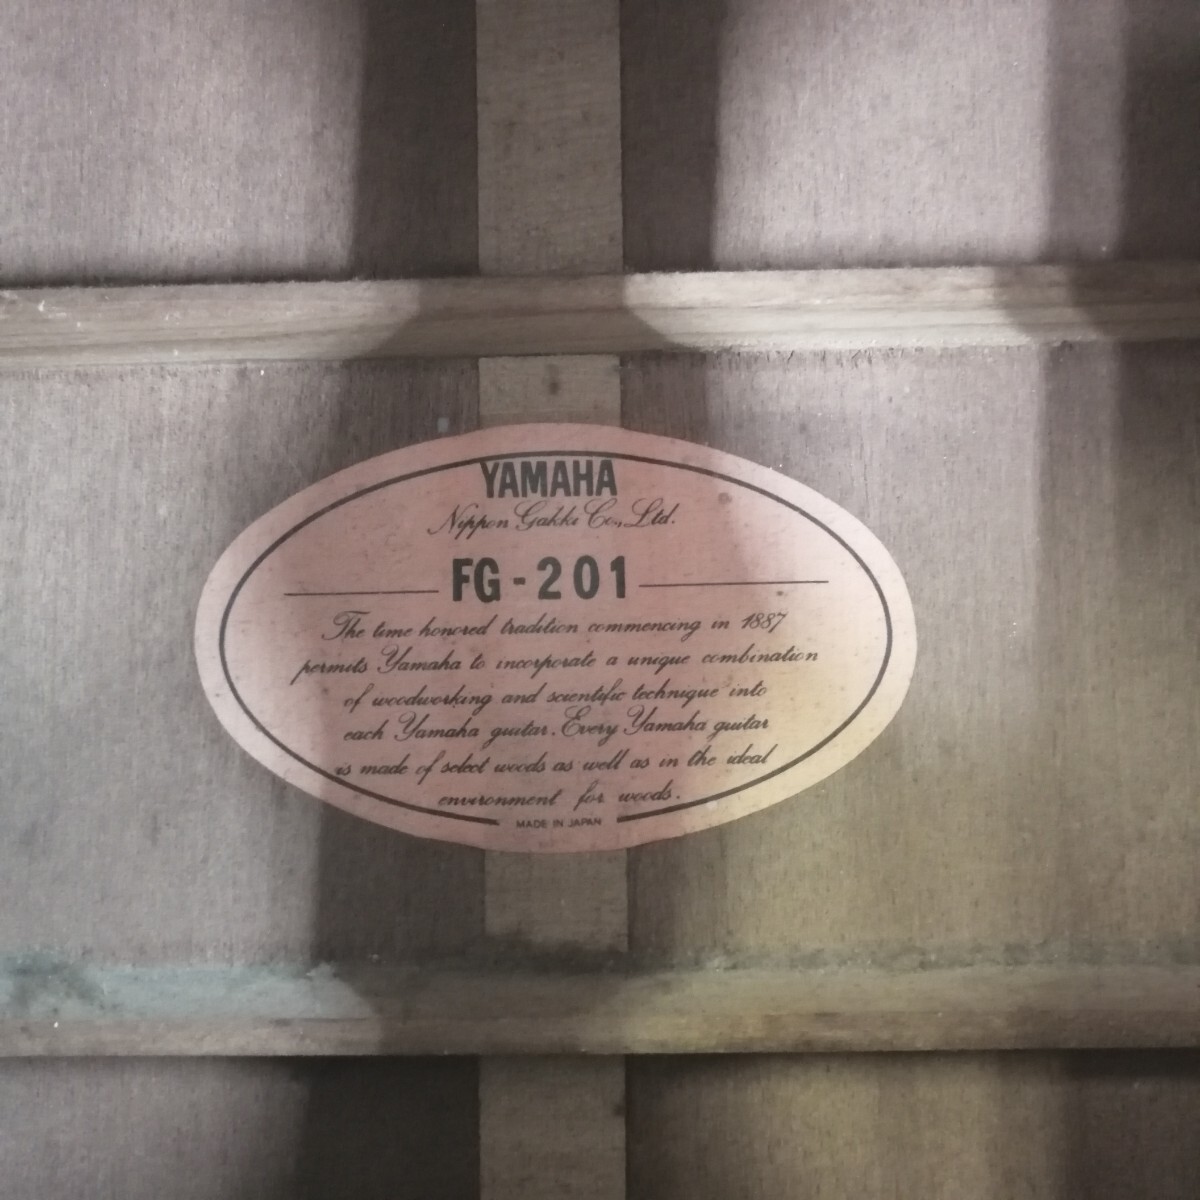 YAMAHA
Nippon Gakki Co., Ltd.
FG-201
The time honored tradition commencing in 1887
permits Yamaha to incorporate a unique combination
of woodworking and scientific technique into
each Yamaha guitar. Every Yamaha guitar
is made of select woods as well as in the ideal
environment for woods.
MADE IN JAPAN